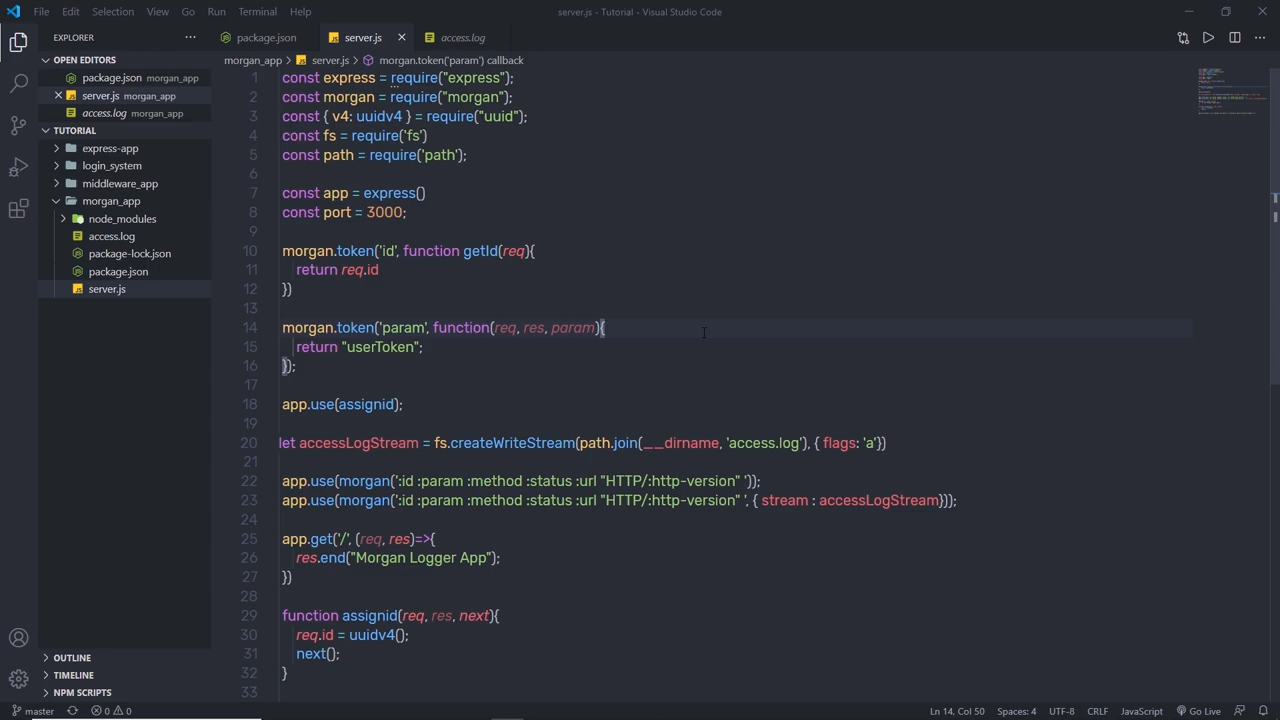 File Edit Selection View Go Run Terminal Help
server.js - Tutorial - Visual Studio Code
EXPLORER
package.json
server.js
access.log
OPEN EDITORS
package.json morgan_app
server.js morgan_app
access.log morgan_app
TUTORIAL
express-app
login_system
middleware_app
morgan_app
node_modules
access.log
package-lock.json
package.json
server.js
OUTLINE
TIMELINE
NPM SCRIPTS
morgan_app > server.js > morgan.token('param') callback
1 const express = require("express");
2 const morgan = require("morgan");
3 const { v4: uuidv4 } = require("uuid");
4 const fs = require('fs')
5 const path = require('path');
6
7 const app = express()
8 const port = 3000;
9
10 morgan.token('id', function getId(req){
11 return req.id
12 })
13
14 morgan.token('param', function(req, res, param){
15 return "userToken";
16 });
17
18 app.use(assignid);
19
20 let accessLogStream = fs.createWriteStream(path.join(__dirname, 'access.log'), { flags: 'a'})
21
22 app.use(morgan(':id :param :method :status :url "HTTP/:http-version" '));
23 app.use(morgan(':id :param :method :status :url "HTTP/:http-version" ', { stream : accessLogStream}));
24
25 app.get('/', (req, res)=>{
26 res.end("Morgan Logger App");
27 })
28
29 function assignid(req, res, next){
30 req.id = uuidv4();
31 next();
32 }
33
master 0 0
Ln 14, Col 50 Spaces: 4 UTF-8 CRLF JavaScript Go Live